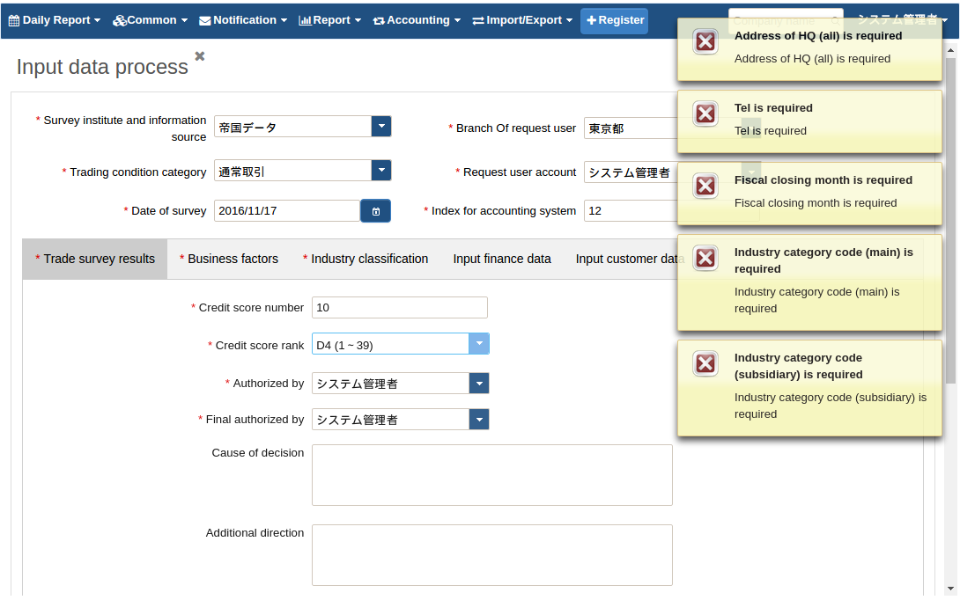 Daily Report Common Notification Report Accounting Import/Export Register Company name システム管理者
Input data process
* Survey institute and information source 帝国データ
* Branch Of request user 東京都
* Trading condition category 通常取引
* Request user account システム管理者
* Date of survey 2016/11/17
* Index for accounting system 12
* Trade survey results * Business factors * Industry classification Input finance data Input customer data
* Credit score number 10
* Credit score rank D4 (1 ~ 39)
* Authorized by システム管理者
* Final authorized by システム管理者
Cause of decision
Additional direction
Address of HQ (all) is required
Address of HQ (all) is required
Tel is required
Tel is required
Fiscal closing month is required
Fiscal closing month is required
Industry category code (main) is
required
Industry category code (main) is
required
Industry category code
(subsidiary) is required
Industry category code (subsidiary) is
required